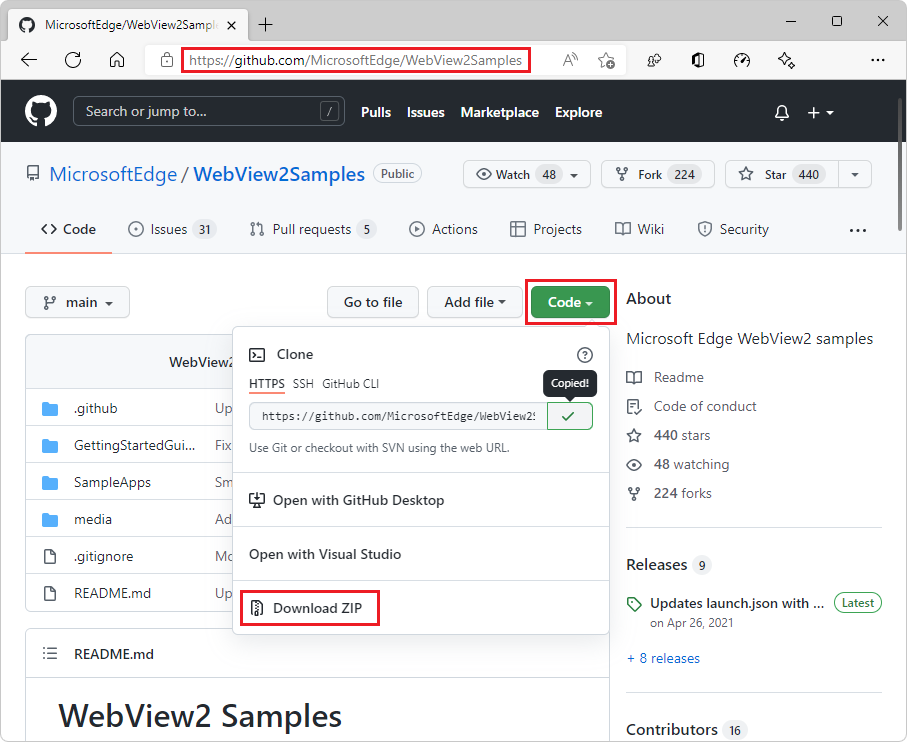 MicrosoftEdge/WebView2Sampl
https://github.com/MicrosoftEdge/WebView2Samples
Search or jump to... /
Pulls Issues Marketplace Explore
MicrosoftEdge / WebView2Samples Public
Watch 48 Fork 224 Star 440
Code Issues 31 Pull requests 5 Actions Projects Wiki Security ...
main Go to file Add file Code
About
Microsoft Edge WebView2 samples
Readme
Code of conduct
440 stars
48 watching
224 forks
Releases 9
Updates launch.json with ... Latest
on Apr 26, 2021
+ 8 releases
Contributors 16
WebView2
.github Up
GettingStartedGui... Fix
SampleApps Sm
media Ad
.gitignore Mo
README.md Up
Clone
Copied!
HTTPS SSH GitHub CLI
https://github.com/MicrosoftEdge/WebView2S
Use Git or checkout with SVN using the web URL.
Open with GitHub Desktop
Open with Visual Studio
Download ZIP
README.md
WebView2 Samples